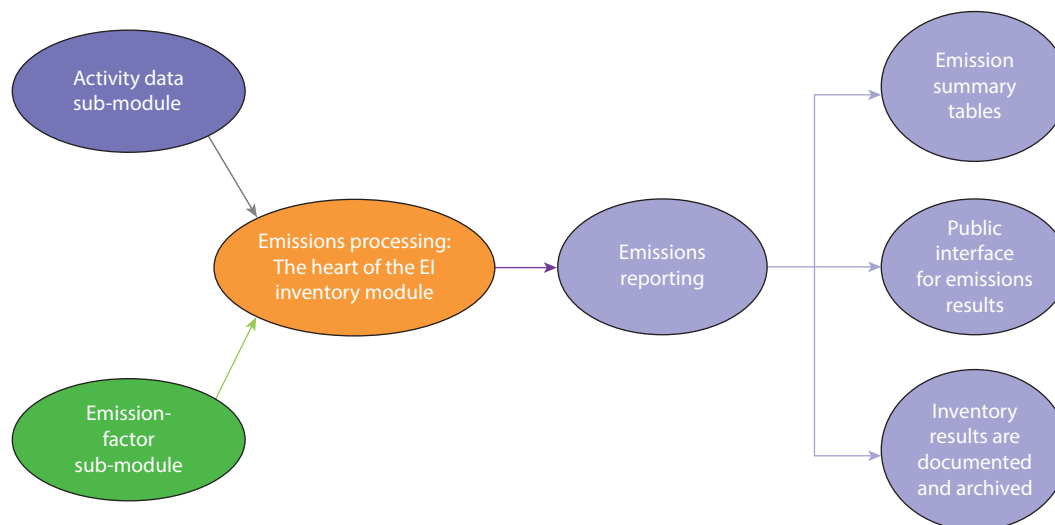 Activity data
sub-module
Emission-
factor
sub-module
Emissions processing:
The heart of the EI
inventory module
Emissions
reporting
Emission
summary
tables
Public
interface
for emissions
results
Inventory
results are
documented
and archived